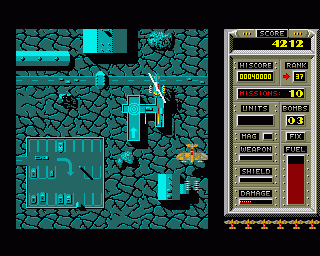 SCORE
4212
HISCORE RANK
00040000 37
MISSIONS: 10
UNITS BOMBS
03
MAG FIX
WEAPON FUEL
SHIELD
DAMAGE